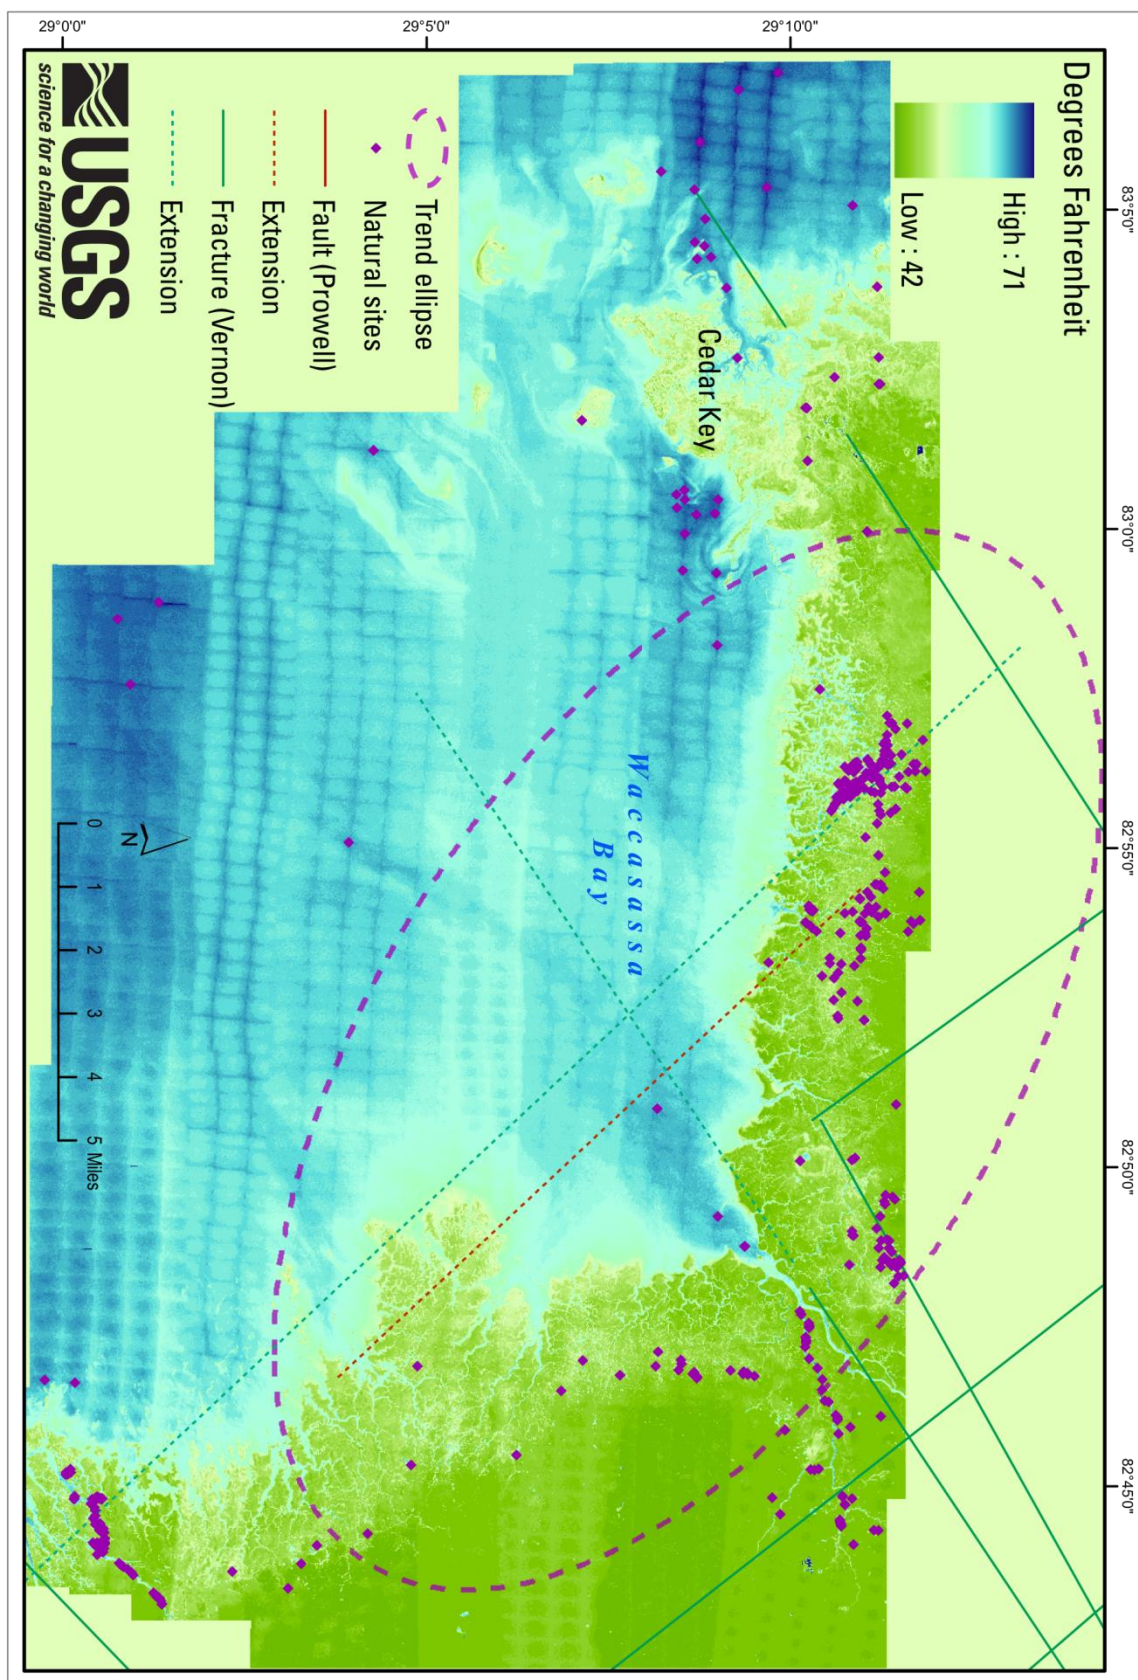 83°5'0"
83°0'0"
82°55'0"
82°50'0"
82°45'0"
29°10'0"
29°5'0"
29°0'0"
Degrees Fahrenheit
High : 71
Low : 42
Cedar Key
Waccasassa
Bay
Trend ellipse
Natural sites
Fault (Prowell)
Extension
Fracture (Vernon)
Extension
USGS
science for a changing world
N
0 1 2 3 4 5 Miles